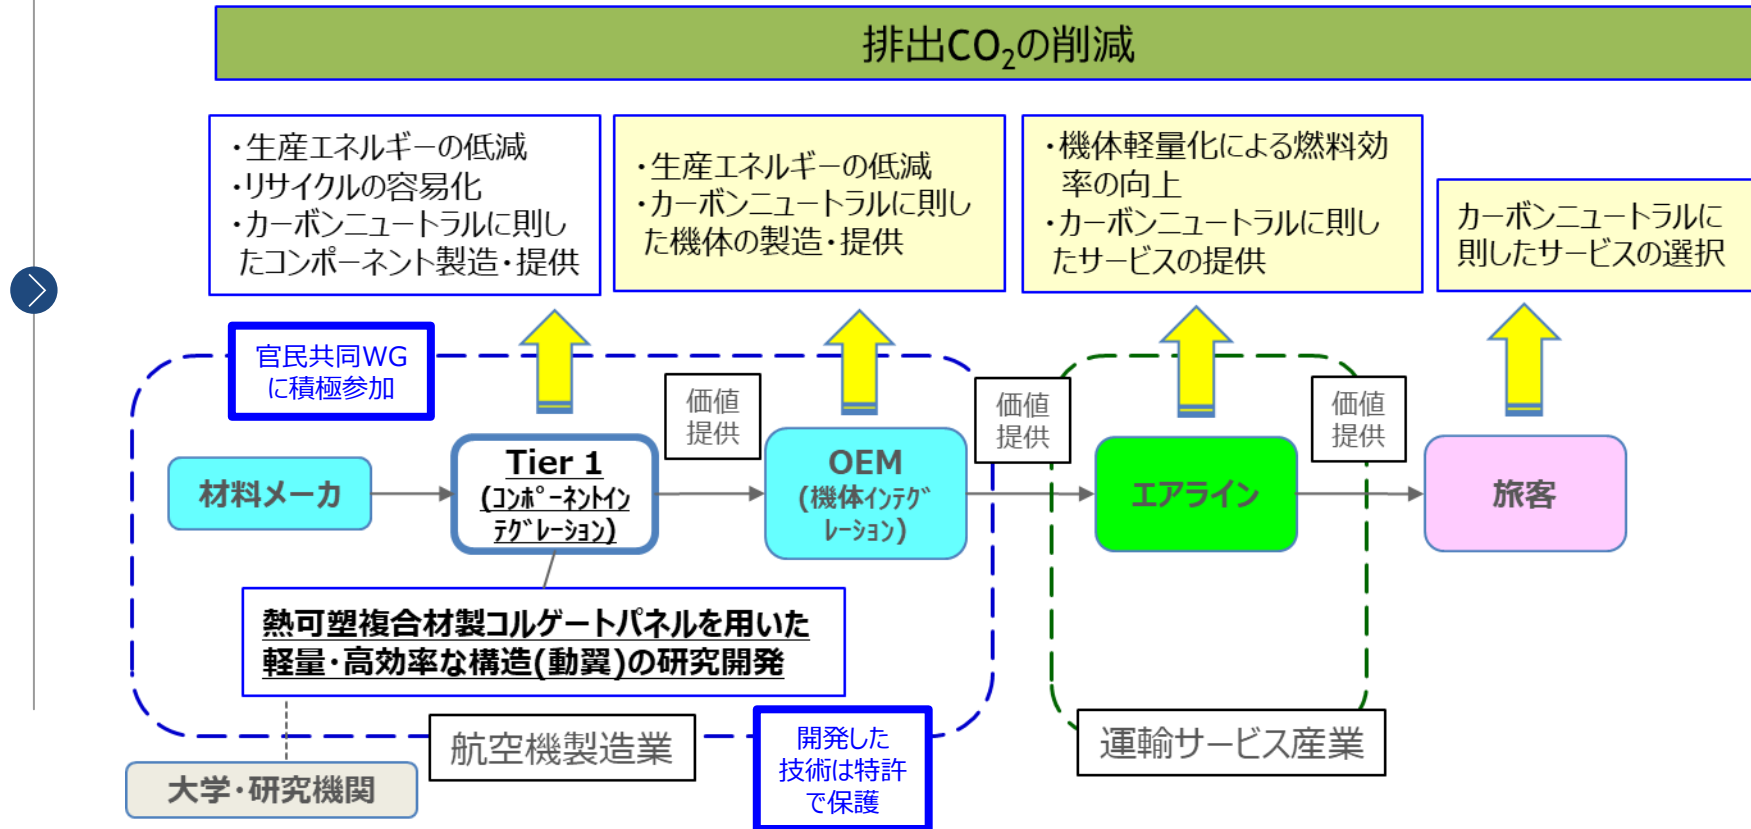 排出CO₂の削減
・生産エネルギーの低減
・リサイクルの容易化
・カーボンニュートラルに則し
たコンポーネント製造・提供
・生産エネルギーの低減
・カーボンニュートラルに則し
た機体の製造・提供
・機体軽量化による燃料効
率の向上
・カーボンニュートラルに則し
たサービスの提供
カーボンニュートラルに
則したサービスの選択
官民共同WG
に積極参加
価値
提供
価値
提供
価値
提供
材料メーカ
Tier 1
(コンポーネントイン
テグレーション)
OEM
(機体インテグ
レーション)
エアライン
旅客
熱可塑複合材製コルゲートパネルを用いた
軽量・高効率な構造(動翼)の研究開発
航空機製造業
開発した
技術は特許
で保護
運輸サービス産業
大学・研究機関